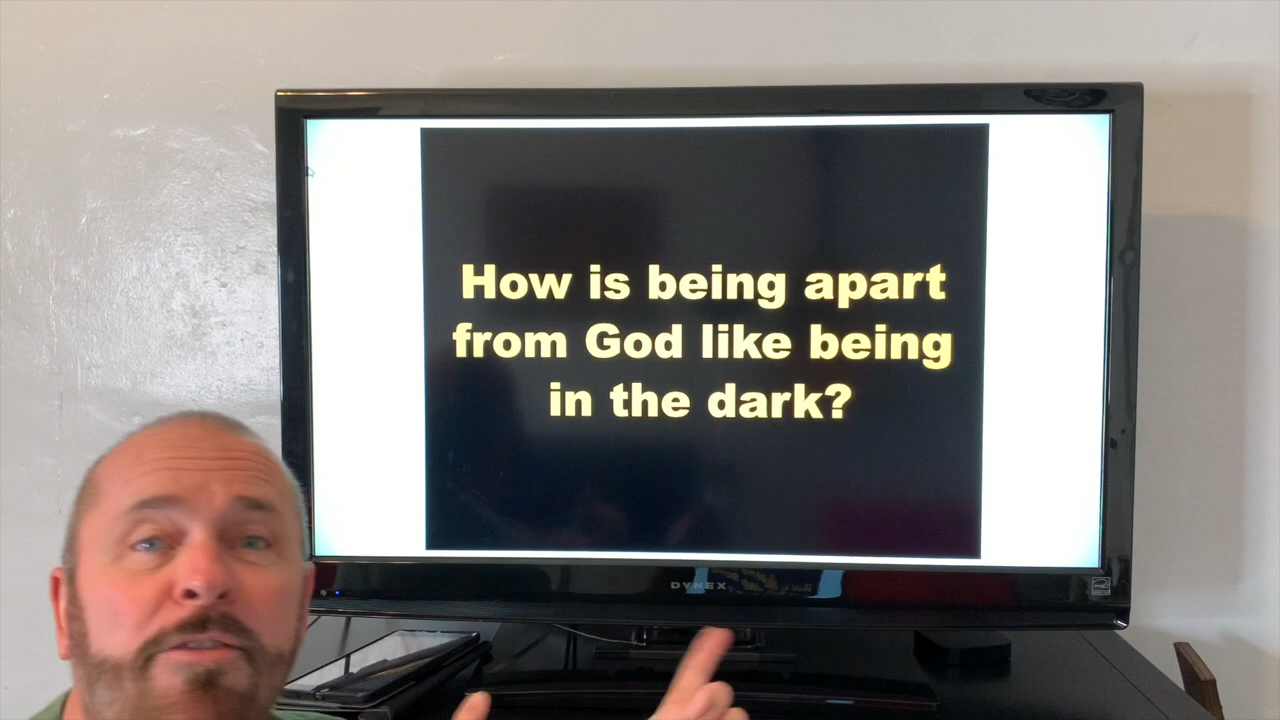 How is being apart
from God like being
in the dark?
DYNEX